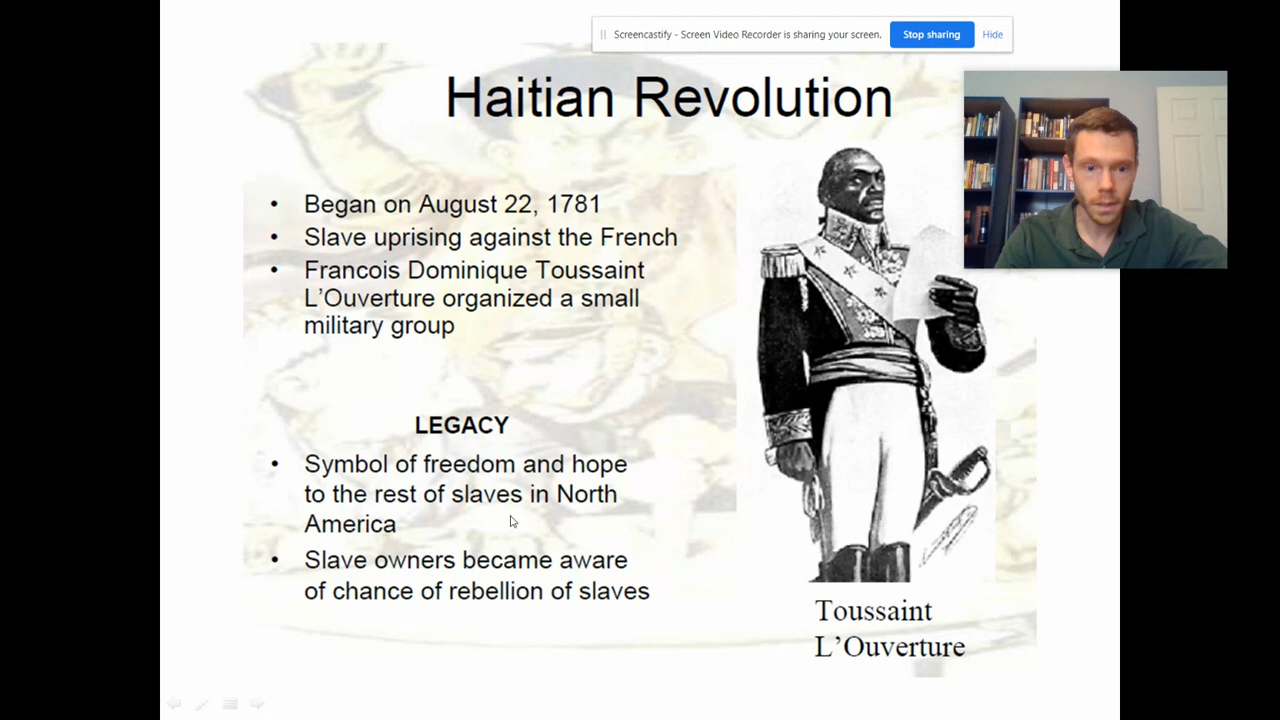 Screencastify - Screen Video Recorder is sharing your screen.
Stop sharing
Hide
Haitian Revolution
• Began on August 22, 1781
• Slave uprising against the French
• Francois Dominique Toussaint
L’Ouverture organized a small
military group
LEGACY
• Symbol of freedom and hope
to the rest of slaves in North
America
• Slave owners became aware
of chance of rebellion of slaves
Toussaint
L’Ouverture